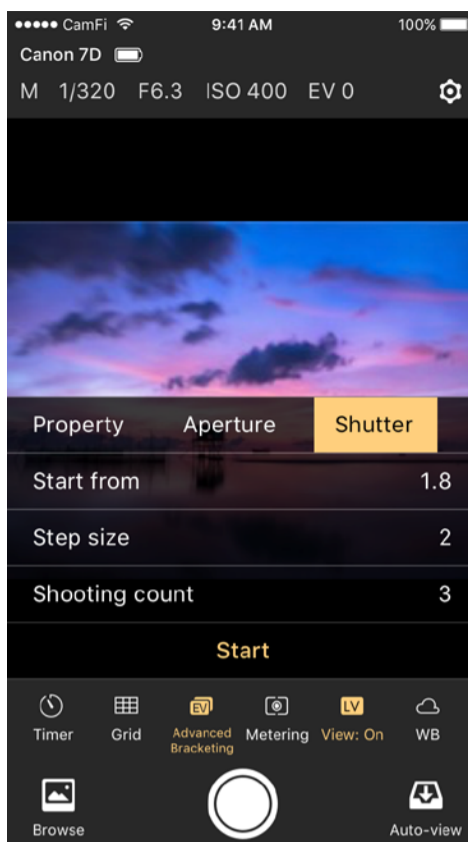 CamFi 9:41 AM 100%
Canon 7D
M 1/320 F6.3 ISO 400 EV 0
Property Aperture Shutter
Start from 1.8
Step size 2
Shooting count 3
Start
EV LV
Timer Grid Advanced Bracketing Metering View: On WB
Browse Auto-view